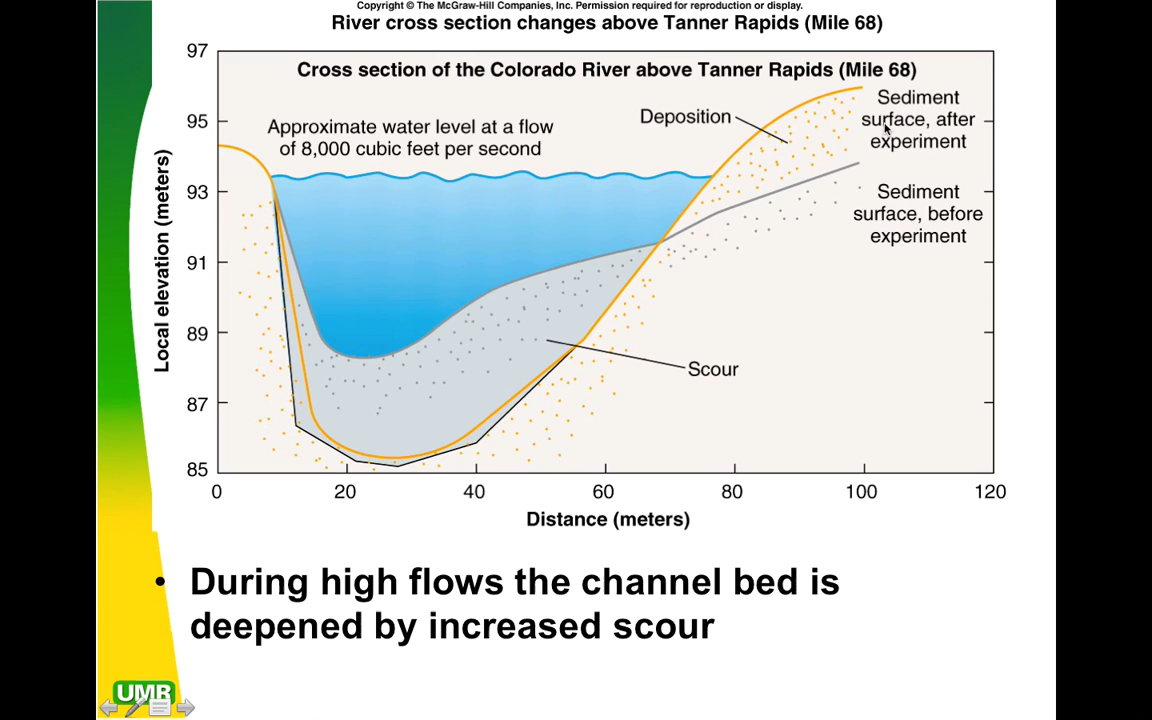 Copyright © The McGraw-Hill Companies, Inc. Permission required for reproduction or display.
River cross section changes above Tanner Rapids (Mile 68)
Cross section of the Colorado River above Tanner Rapids (Mile 68)
97
95
93
91
89
87
85
Local elevation (meters)
Approximate water level at a flow
of 8,000 cubic feet per second
Deposition
Sediment
surface, after
experiment
Sediment
surface, before
experiment
Scour
0
20
40
60
80
100
120
Distance (meters)
• During high flows the channel bed is
deepened by increased scour
UMR